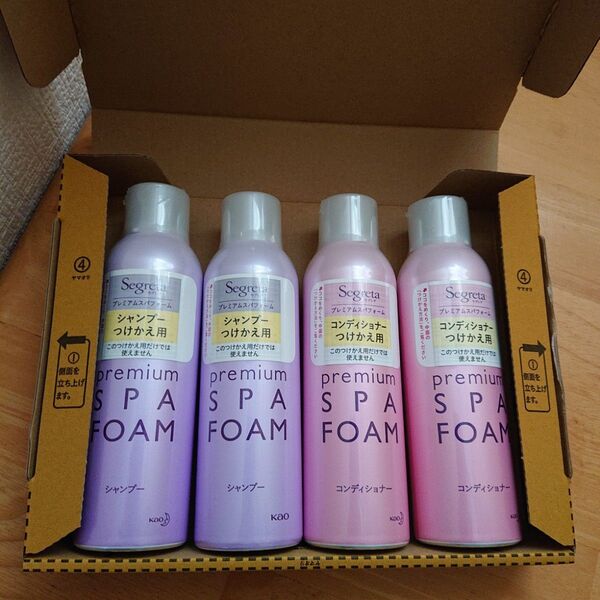 ④
ヤマオリ
①
側面を
立ち上げ
ます。
Segreta
プレミアムスパフォーム
シャンプー
つけかえ用
このつけかえ用だけでは
使えません
premium
SPA
FOAM
シャンプー
Kao
Segreta
プレミアムスパフォーム
シャンプー
つけかえ用
このつけかえ用だけでは
使えません
premium
SPA
FOAM
シャンプー
Kao
Segreta
プレミアムスパフォーム
コンディショナー
つけかえ用
このつけかえ用だけでは
使えません
premium
SPA
FOAM
コンディショナー
Kao
Segreta
プレミアムスパフォーム
コンディショナー
つけかえ用
このつけかえ用だけでは
使えません
premium
SPA
FOAM
コンディショナー
Kao
④
ヤマオリ
①
側面を
立ち上げ
ます。